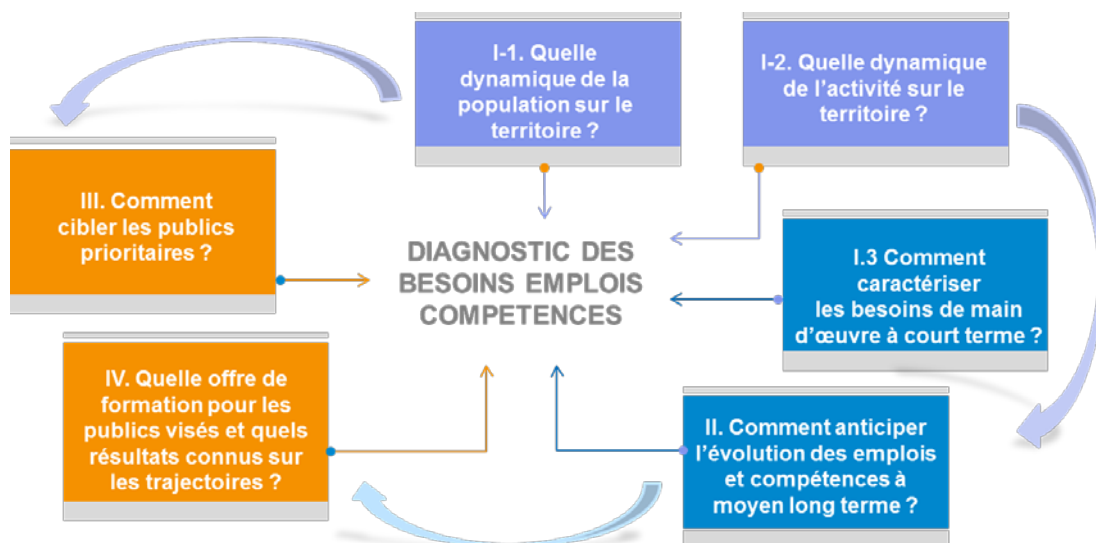 I-1. Quelle
dynamique de la
population sur le
territoire ?
I-2. Quelle dynamique
de l'activité sur le
territoire ?
III. Comment
cibler les publics
prioritaires ?
DIAGNOSTIC DES
BESOINS EMPLOIS
COMPETENCES
I.3 Comment
caractériser
les besoins de main
d'œuvre à court terme ?
IV. Quelle offre de
formation pour les
publics visés et quels
résultats connus sur
les trajectoires ?
II. Comment anticiper
l'évolution des emplois
et compétences à
moyen long terme ?